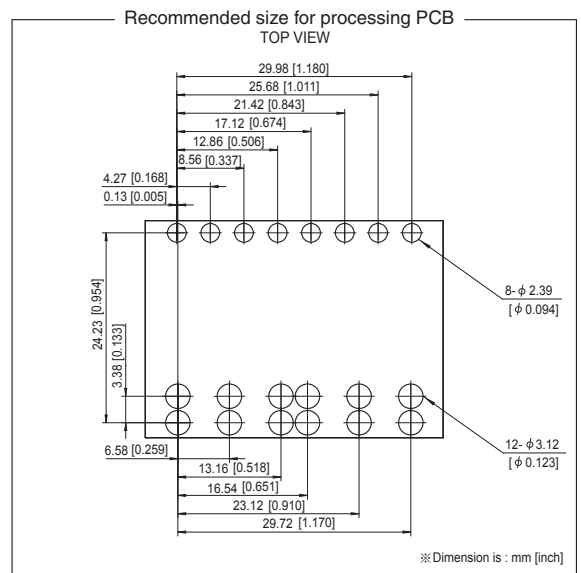 Recommended size for processing PCB
TOP VIEW
29.98 [1.180]
25.68 [1.011]
21.42 [0.843]
17.12 [0.674]
12.86 [0.506]
8.56 [0.337]
4.27 [0.168]
0.13 [0.005]
24.23 [0.954]
3.38 [0.133]
8-ϕ 2.39
[ϕ 0.094]
12-ϕ3.12
[ϕ 0.123]
6.58 [0.259]
13.16 [0.518]
16.54 [0.651]
23.12 [0.910]
29.72 [1.170]
※Dimension is : mm [inch]